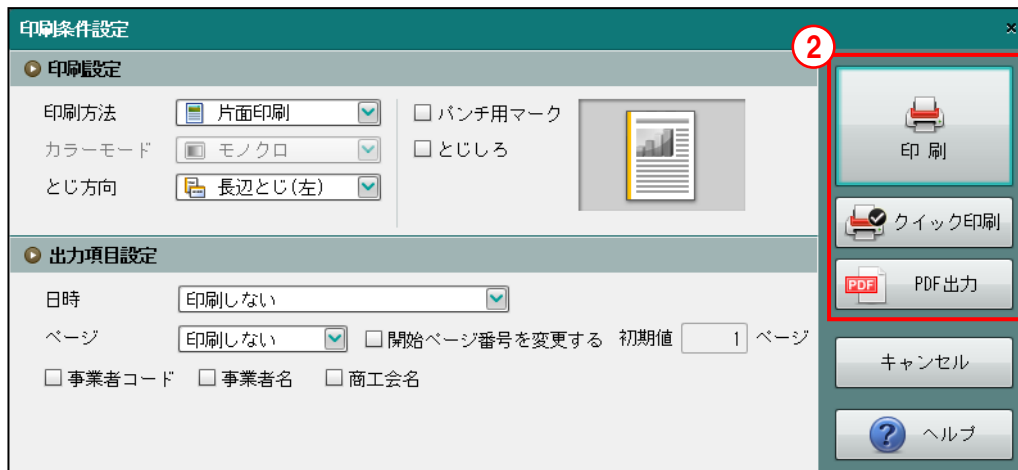 印刷条件設定
×
②
印刷設定
印刷方法
片面印刷
パンチ用マーク
カラーモード
モノクロ
とじしろ
とじ方向
長辺とじ(左)
出力項目設定
日時
印刷しない
ページ
印刷しない
開始ページ番号を変更する
初期値
1
ページ
事業者コード
事業者名
商工会名
印刷
クイック印刷
PDF
PDF出力
キャンセル
?
ヘルプ